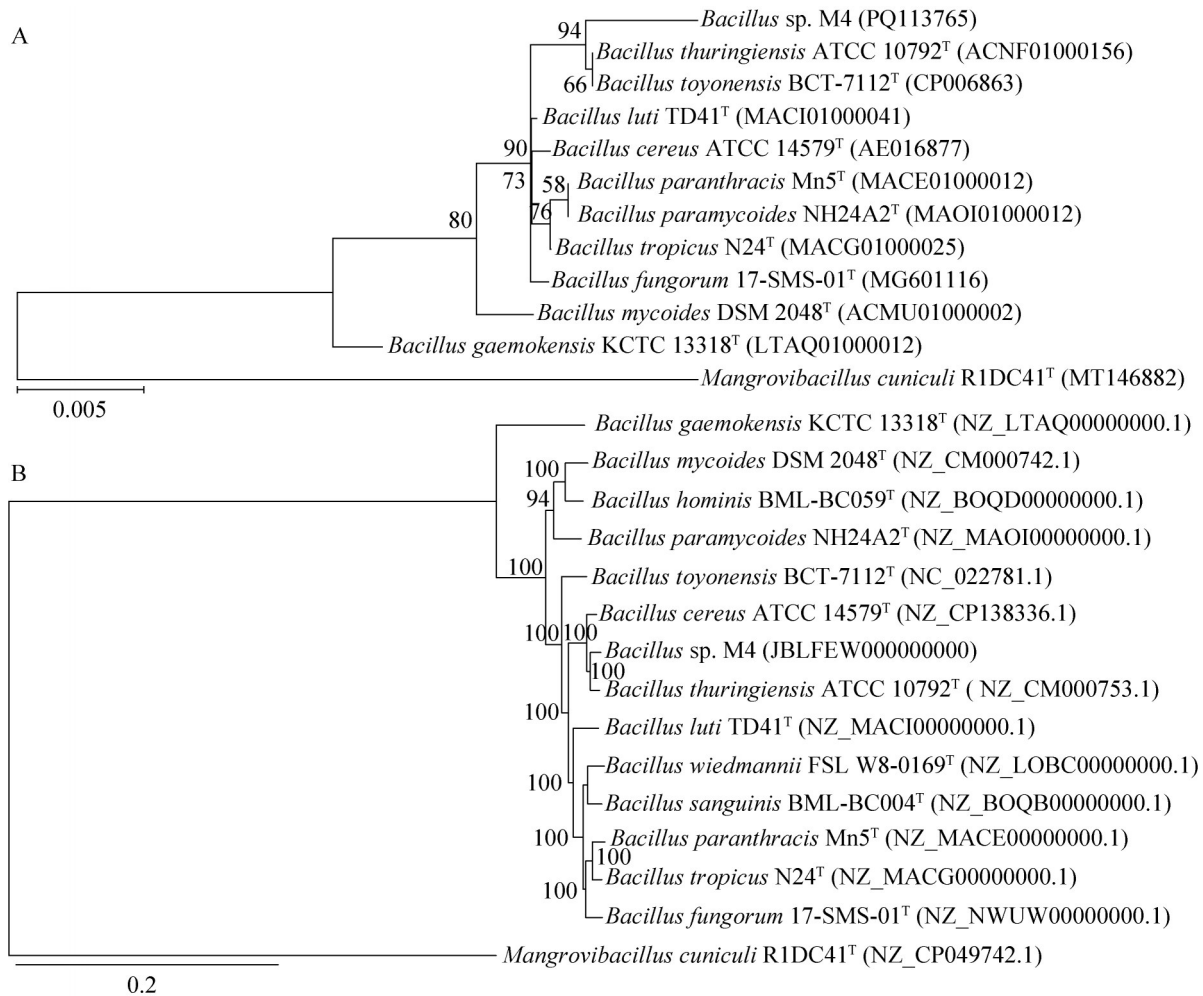 A
94
Bacillus sp. M4 (PQ113765)
Bacillus thuringiensis ATCC 10792ᵀ (ACNF01000156)
66
Bacillus toyonensis BCT-7112ᵀ (CP006863)
Bacillus luti TD41ᵀ (MACI01000041)
90
Bacillus cereus ATCC 14579ᵀ (AE016877)
73
58
Bacillus paranthracis Mn5ᵀ (MACE01000012)
76
Bacillus paramycoides NH24A2ᵀ (MAOI01000012)
80
Bacillus tropicus N24ᵀ (MACG01000025)
Bacillus fungorum 17-SMS-01ᵀ (MG601116)
Bacillus mycoides DSM 2048ᵀ (ACMU01000002)
Bacillus gaemokensis KCTC 13318ᵀ (LTAQ01000012)
Mangrovibacillus cuniculi R1DC41ᵀ (MT146882)
0.005
B
Bacillus gaemokensis KCTC 13318ᵀ (NZ_LTAQ00000000.1)
100
Bacillus mycoides DSM 2048ᵀ (NZ_CM000742.1)
94
Bacillus hominis BML-BC059ᵀ (NZ_BOQD00000000.1)
Bacillus paramycoides NH24A2ᵀ (NZ_MAOI00000000.1)
100
Bacillus toyonensis BCT-7112ᵀ (NC_022781.1)
Bacillus cereus ATCC 14579ᵀ (NZ_CP138336.1)
100
100
Bacillus sp. M4 (JBLFEW000000000)
100
Bacillus thuringiensis ATCC 10792ᵀ ( NZ_CM000753.1)
100
Bacillus luti TD41ᵀ (NZ_MACI00000000.1)
Bacillus wiedmannii FSL W8-0169ᵀ (NZ_LOBC00000000.1)
100
Bacillus sanguinis BML-BC004ᵀ (NZ_BOQB00000000.1)
100
Bacillus paranthracis Mn5ᵀ (NZ_MACE00000000.1)
100
Bacillus tropicus N24ᵀ (NZ_MACG00000000.1)
100
Bacillus fungorum 17-SMS-01ᵀ (NZ_NWUW00000000.1)
Mangrovibacillus cuniculi R1DC41ᵀ (NZ_CP049742.1)
0.2